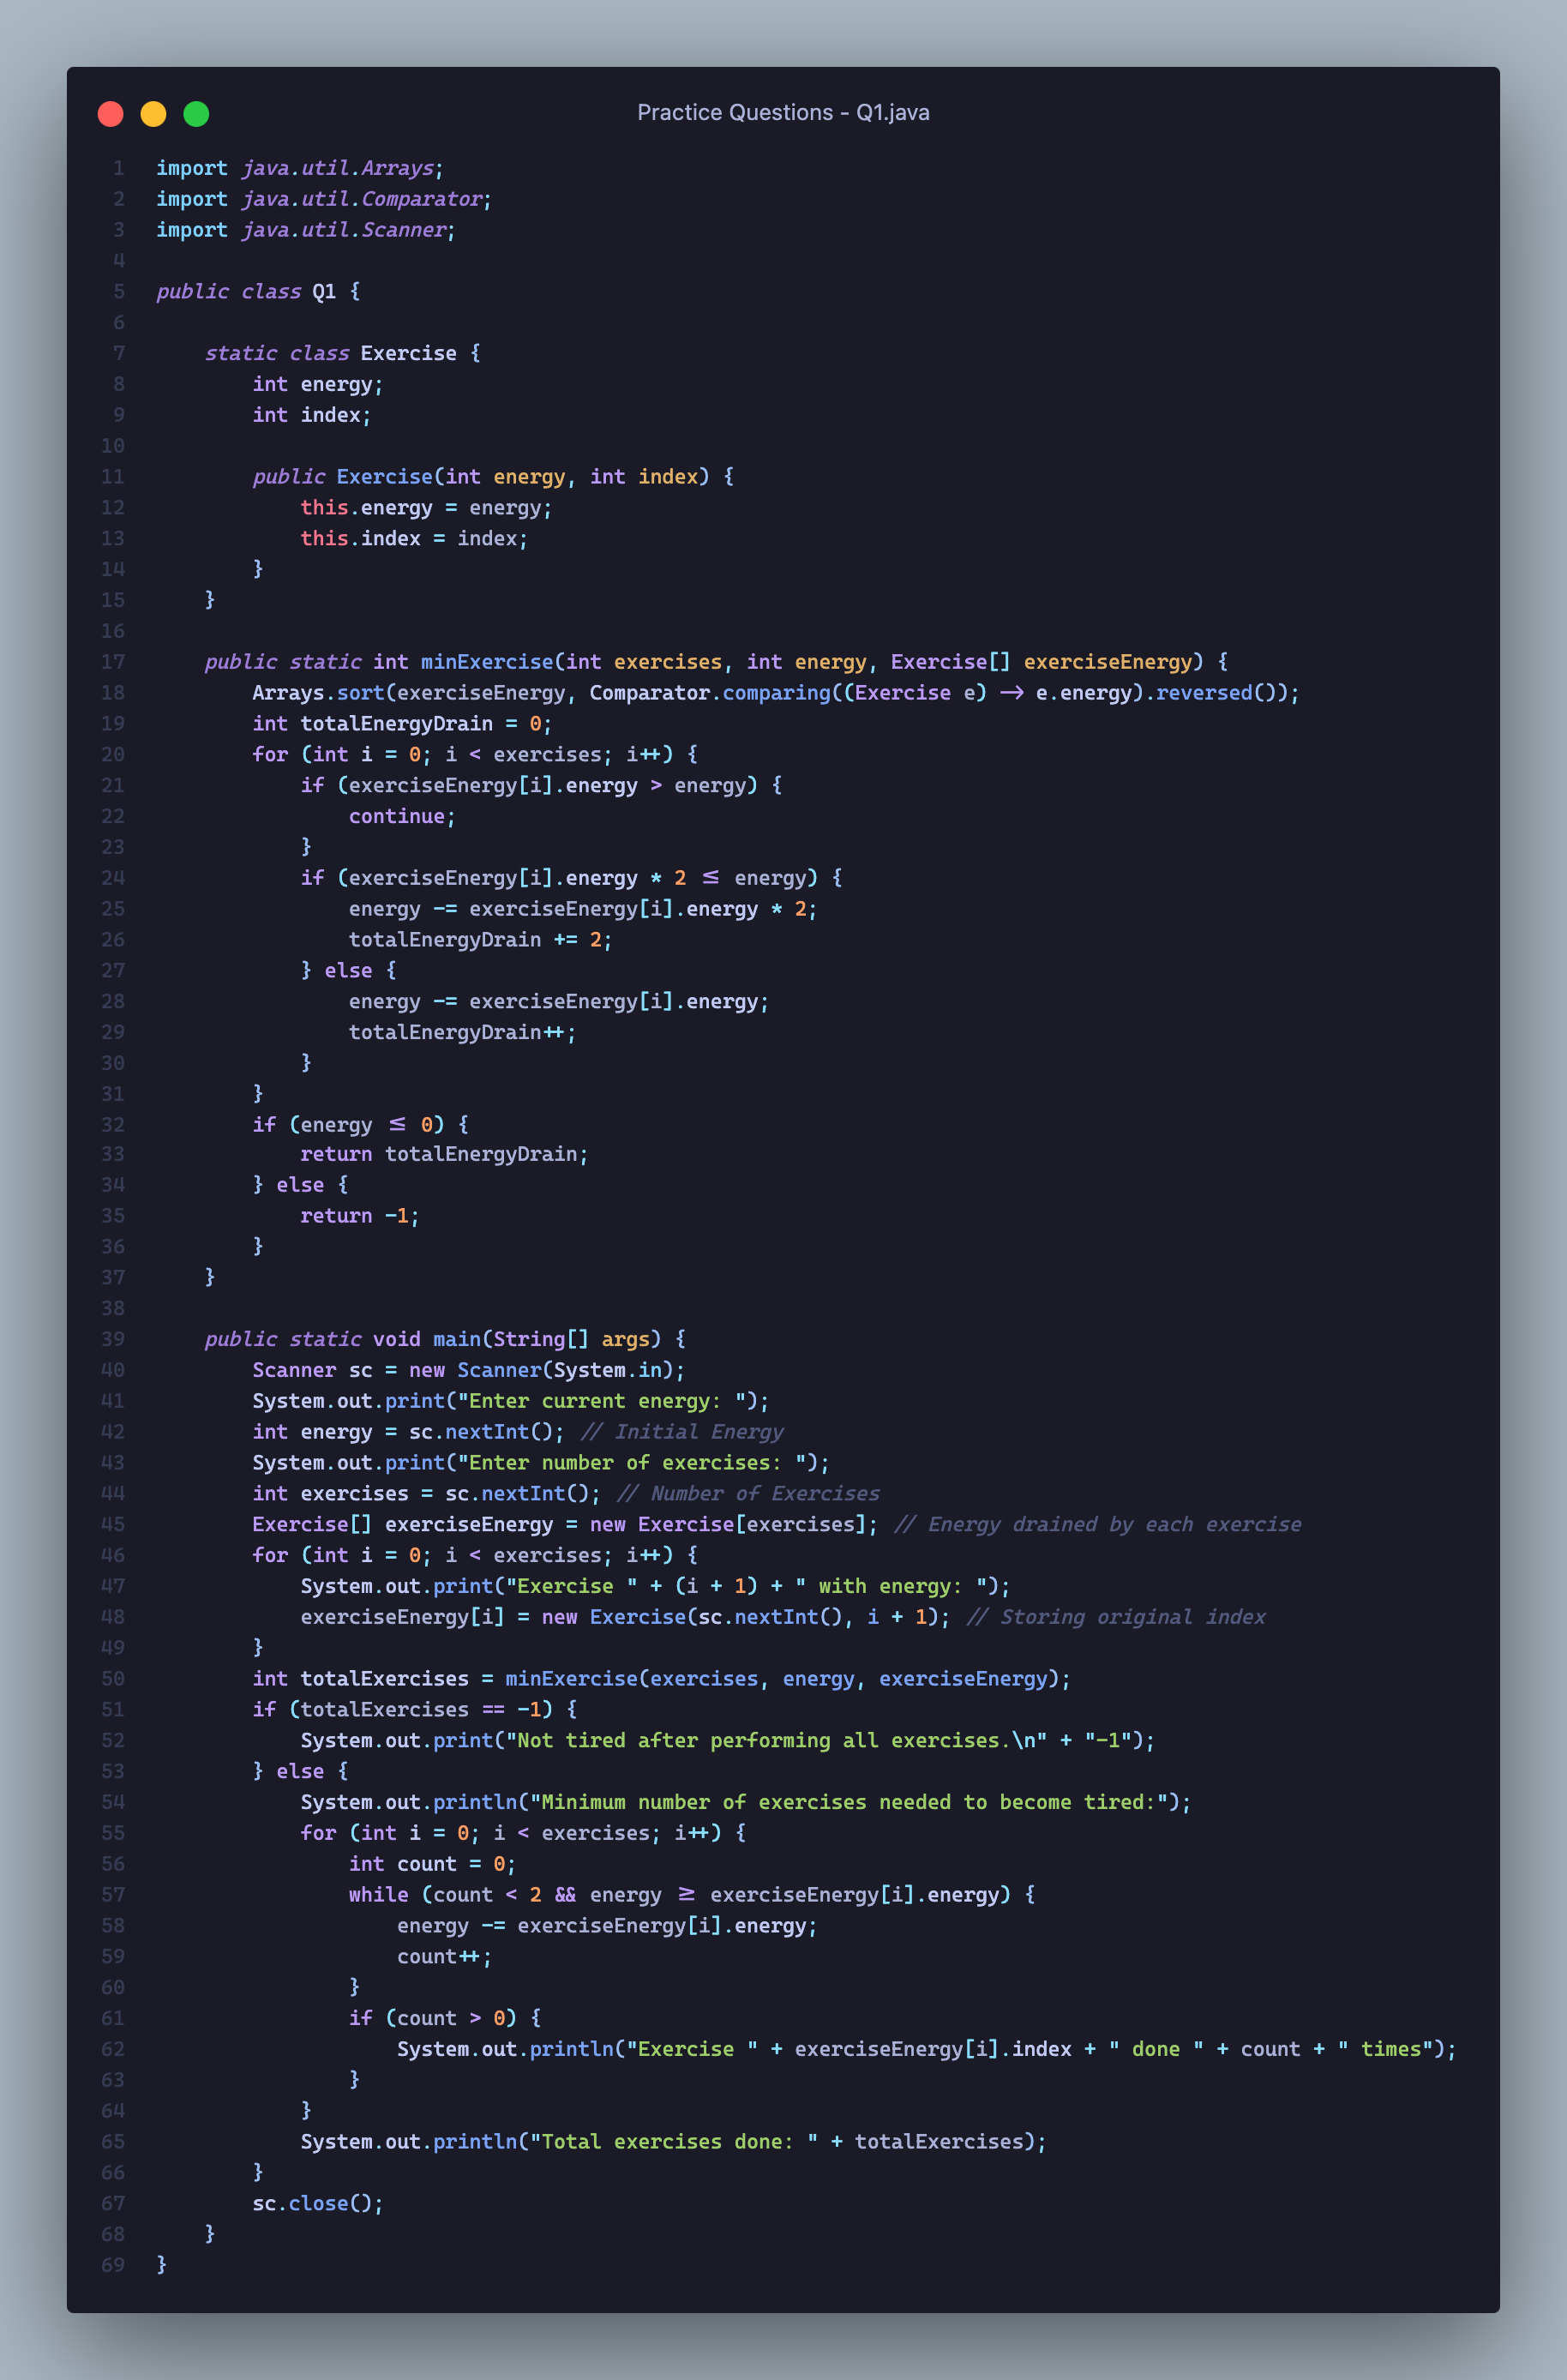 Practice Questions - Q1.java
1 import java.util.Arrays;
2 import java.util.Comparator;
3 import java.util.Scanner;
4
5 public class Q1 {
6
7     static class Exercise {
8         int energy;
9         int index;
10
11         public Exercise(int energy, int index) {
12             this.energy = energy;
13             this.index = index;
14         }
15     }
16
17     public static int minExercise(int exercises, int energy, Exercise[] exerciseEnergy) {
18         Arrays.sort(exerciseEnergy, Comparator.comparing((Exercise e) -> e.energy).reversed());
19         int totalEnergyDrain = 0;
20         for (int i = 0; i < exercises; i++) {
21             if (exerciseEnergy[i].energy > energy) {
22                 continue;
23             }
24             if (exerciseEnergy[i].energy * 2 <= energy) {
25                 energy -= exerciseEnergy[i].energy * 2;
26                 totalEnergyDrain += 2;
27             } else {
28                 energy -= exerciseEnergy[i].energy;
29                 totalEnergyDrain++;
30             }
31         }
32         if (energy <= 0) {
33             return totalEnergyDrain;
34         } else {
35             return -1;
36         }
37     }
38
39     public static void main(String[] args) {
40         Scanner sc = new Scanner(System.in);
41         System.out.print("Enter current energy: ");
42         int energy = sc.nextInt(); // Initial Energy
43         System.out.print("Enter number of exercises: ");
44         int exercises = sc.nextInt(); // Number of Exercises
45         Exercise[] exerciseEnergy = new Exercise[exercises]; // Energy drained by each exercise
46         for (int i = 0; i < exercises; i++) {
47             System.out.print("Exercise " + (i + 1) + " with energy: ");
48             exerciseEnergy[i] = new Exercise(sc.nextInt(), i + 1); // Storing original index
49         }
50         int totalExercises = minExercise(exercises, energy, exerciseEnergy);
51         if (totalExercises == -1) {
52             System.out.print("Not tired after performing all exercises.\n" + "-1");
53         } else {
54             System.out.println("Minimum number of exercises needed to become tired:");
55             for (int i = 0; i < exercises; i++) {
56                 int count = 0;
57                 while (count < 2 && energy >= exerciseEnergy[i].energy) {
58                     energy -= exerciseEnergy[i].energy;
59                     count++;
60                 }
61                 if (count > 0) {
62                     System.out.println("Exercise " + exerciseEnergy[i].index + " done " + count + " times");
63                 }
64             }
65             System.out.println("Total exercises done: " + totalExercises);
66         }
67         sc.close();
68     }
69 }